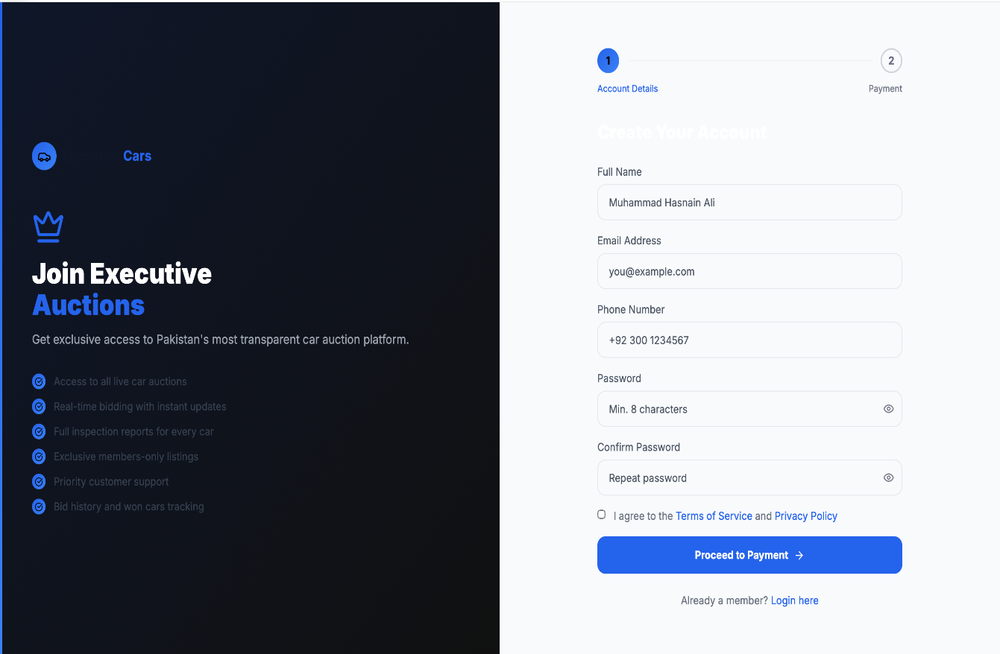 Cars
Join Executive
Auctions
Get exclusive access to Pakistan's most transparent car auction platform.
Access to all live car auctions
Real-time bidding with instant updates
Full inspection reports for every car
Exclusive members-only listings
Priority customer support
Bid history and won cars tracking
1
2
Account Details
Payment
Create Your Account
Full Name
Muhammad Hasnain Ali
Email Address
you@example.com
Phone Number
+92 300 1234567
Password
Min. 8 characters
Confirm Password
Repeat password
I agree to the Terms of Service and Privacy Policy
Proceed to Payment →
Already a member? Login here